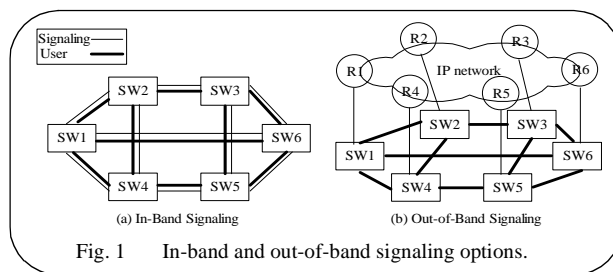 Signaling
User
SW2
SW3
SW1
SW6
SW4
SW5
(a) In-Band Signaling
R2
R3
R1
IP network
R6
R4
R5
SW2
SW3
SW1
SW6
SW4
SW5
(b) Out-of-Band Signaling
Fig. 1 In-band and out-of-band signaling options.